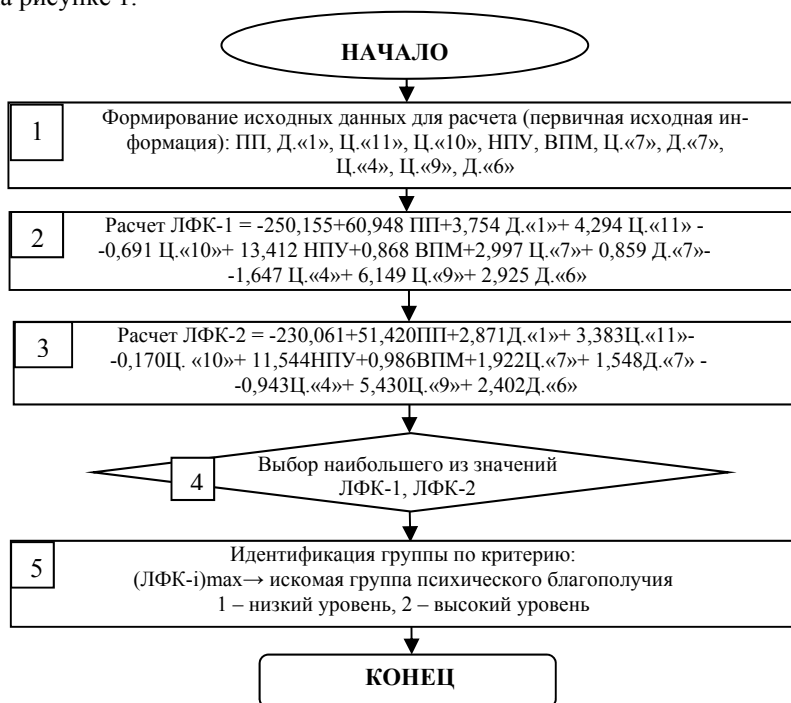 а рисунке 1.
НАЧАЛО
1
Формирование исходных данных для расчета (первичная исходная ин-
формация): ПП, Д.«1», Ц.«11», Ц.«10», НПУ, ВПМ, Ц.«7», Д.«7»,
Ц.«4», Ц.«9», Д.«6»
2
Расчет ЛФК-1 = -250,155+60,948 ПП+3,754 Д.«1»+ 4,294 Ц.«11» -
-0,691 Ц.«10»+ 13,412 НПУ+0,868 ВПМ+2,997 Ц.«7»+ 0,859 Д.«7»-
-1,647 Ц.«4»+ 6,149 Ц.«9»+ 2,925 Д.«6»
3
Расчет ЛФК-2 = -230,061+51,420ПП+2,871Д.«1»+ 3,383Ц.«11»-
-0,170Ц. «10»+ 11,544НПУ+0,986ВПМ+1,922Ц.«7»+ 1,548Д.«7» -
-0,943Ц.«4»+ 5,430Ц.«9»+ 2,402Д.«6»
4
Выбор наибольшего из значений
ЛФК-1, ЛФК-2
5
Идентификация группы по критерию:
(ЛФК-i)max→ искомая группа психического благополучия
1 – низкий уровень, 2 – высокий уровень
КОНЕЦ